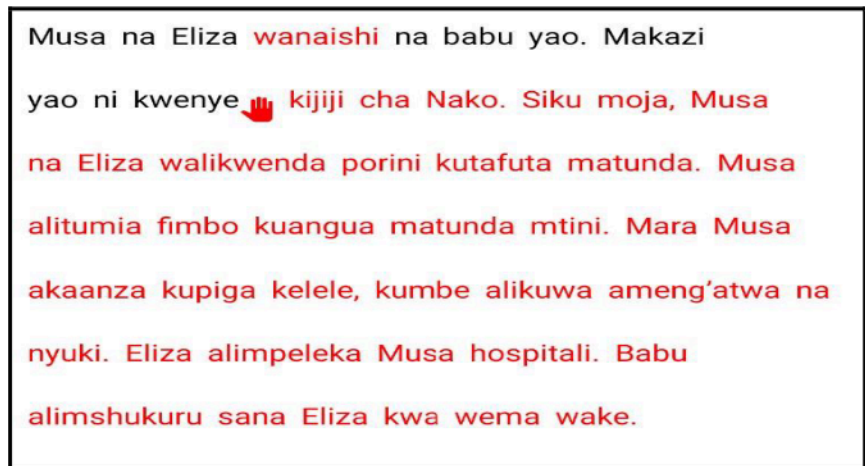 Musa na Eliza wanaishi na babu yao. Makazi
yao ni kwenye kijiji cha Nako. Siku moja, Musa
na Eliza walikwenda porini kutafuta matunda. Musa
alitumia fimbo kuangua matunda mtini. Mara Musa
akaanza kupiga kelele, kumbe alikuwa ameng’atwa na
nyuki. Eliza alimpeleka Musa hospitali. Babu
alimshukuru sana Eliza kwa wema wake.